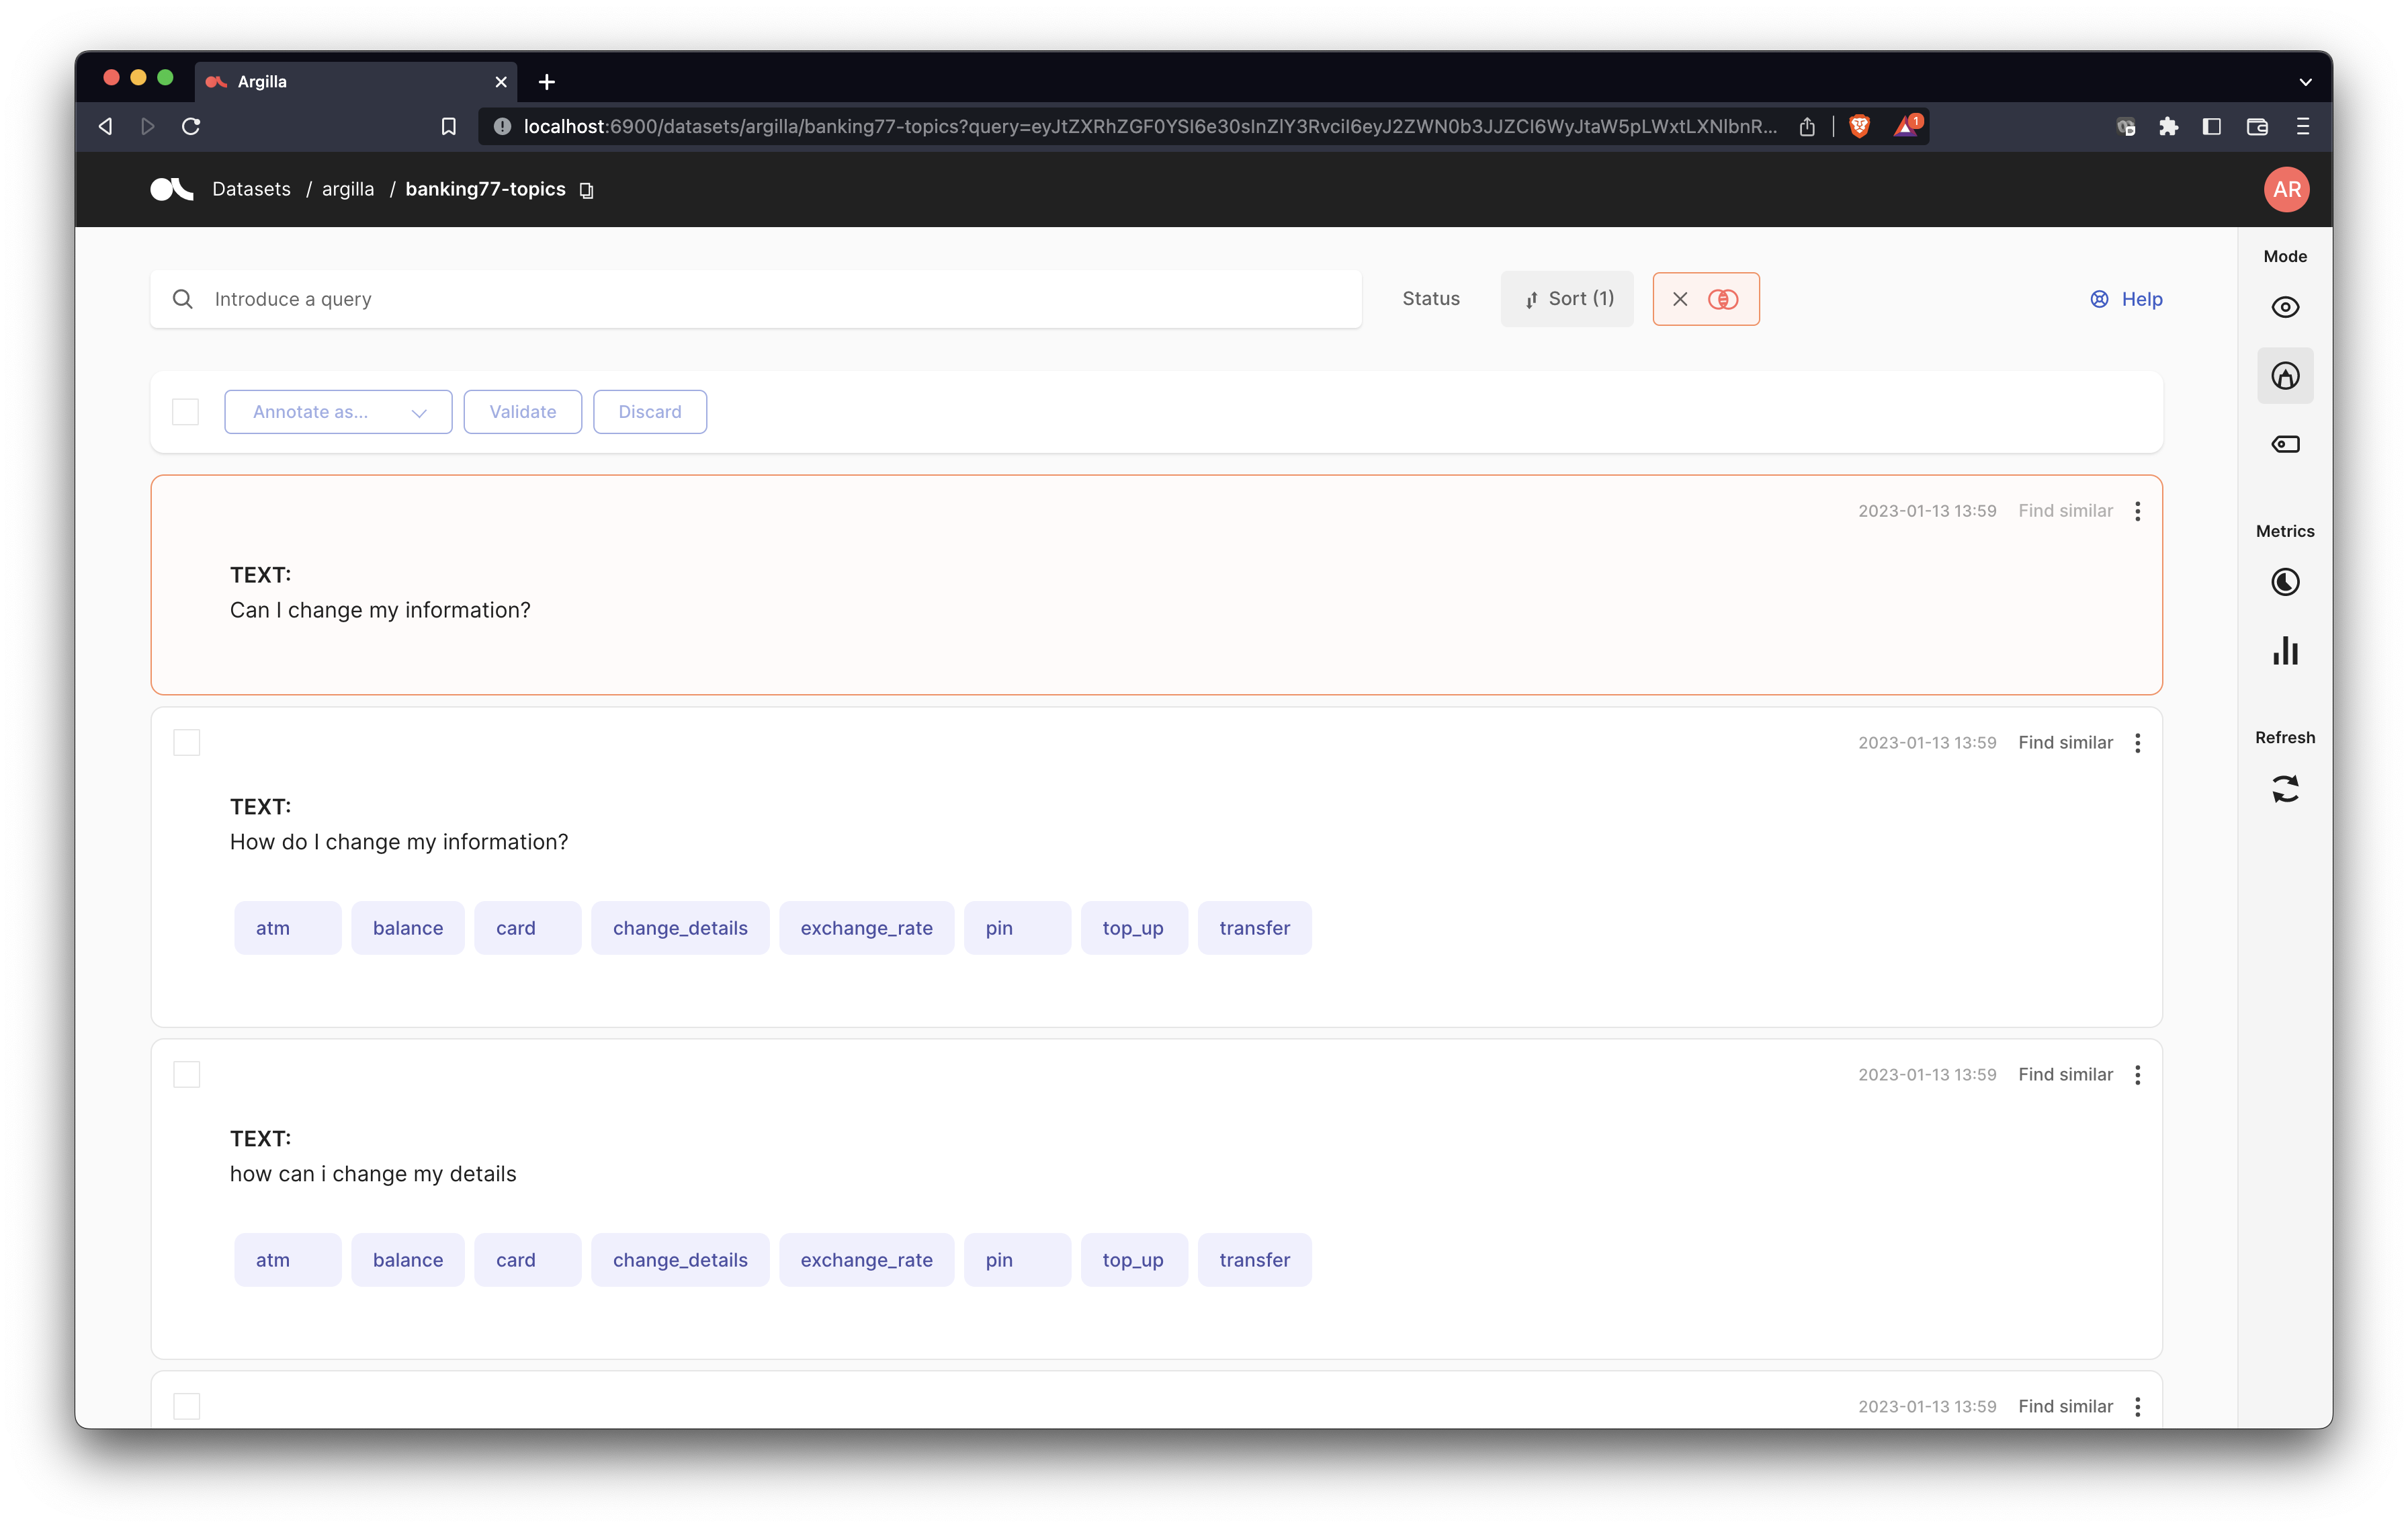 Argilla
localhost:6900/datasets/argilla/banking77-topics?query=eyJtZXRhZGF0YSI6e30sInZlY3RvciI6eyJ2ZWN0b3JJZCI6WyJtaW5pLWxtLXNlbnR...
1
Datasets / argilla / banking77-topics
AR
Introduce a query
Status
Sort (1)
Help
Mode
Annotate as...
Validate
Discard
2023-01-13 13:59 Find similar
TEXT:
Can I change my information?
Metrics
2023-01-13 13:59 Find similar
Refresh
TEXT:
How do I change my information?
atm balance card change_details exchange_rate pin top_up transfer
2023-01-13 13:59 Find similar
TEXT:
how can i change my details
atm balance card change_details exchange_rate pin top_up transfer
2023-01-13 13:59 Find similar